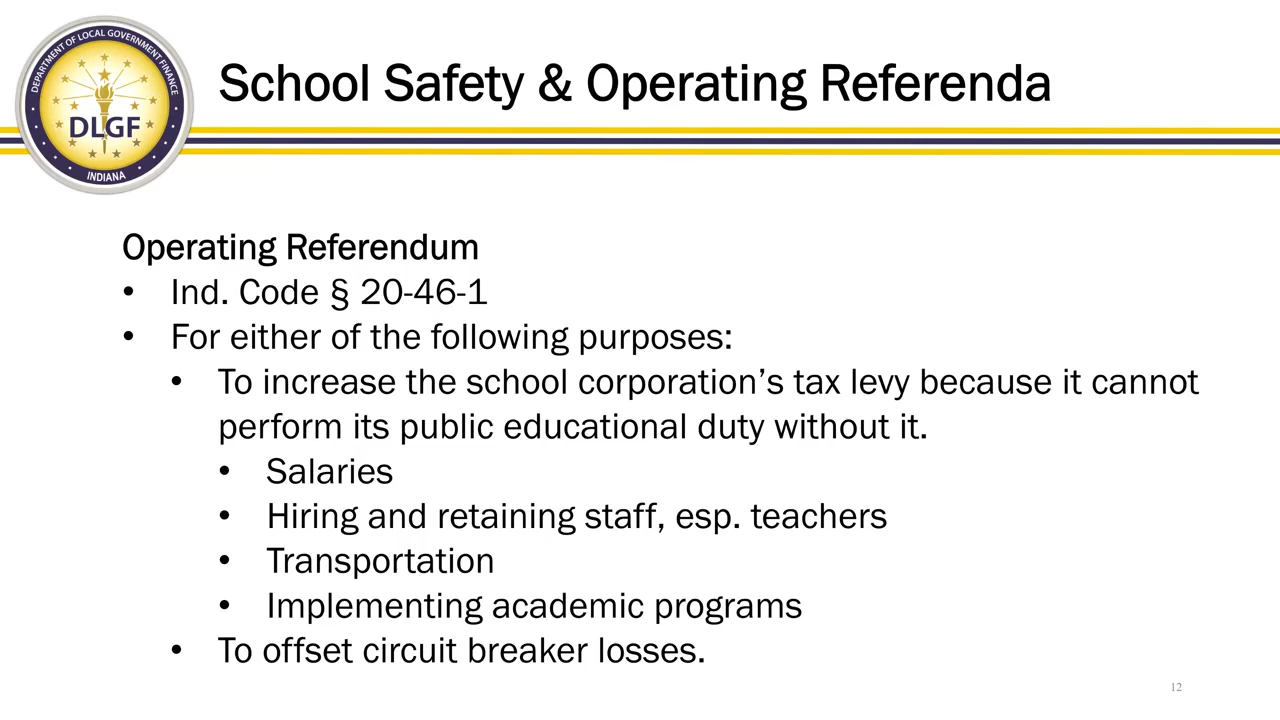 DEPARTMENT OF LOCAL GOVERNMENT FINANCE
DLGF
INDIANA
School Safety & Operating Referenda
Operating Referendum
• Ind. Code § 20-46-1
• For either of the following purposes:
• To increase the school corporation’s tax levy because it cannot
perform its public educational duty without it.
• Salaries
• Hiring and retaining staff, esp. teachers
• Transportation
• Implementing academic programs
• To offset circuit breaker losses.
12